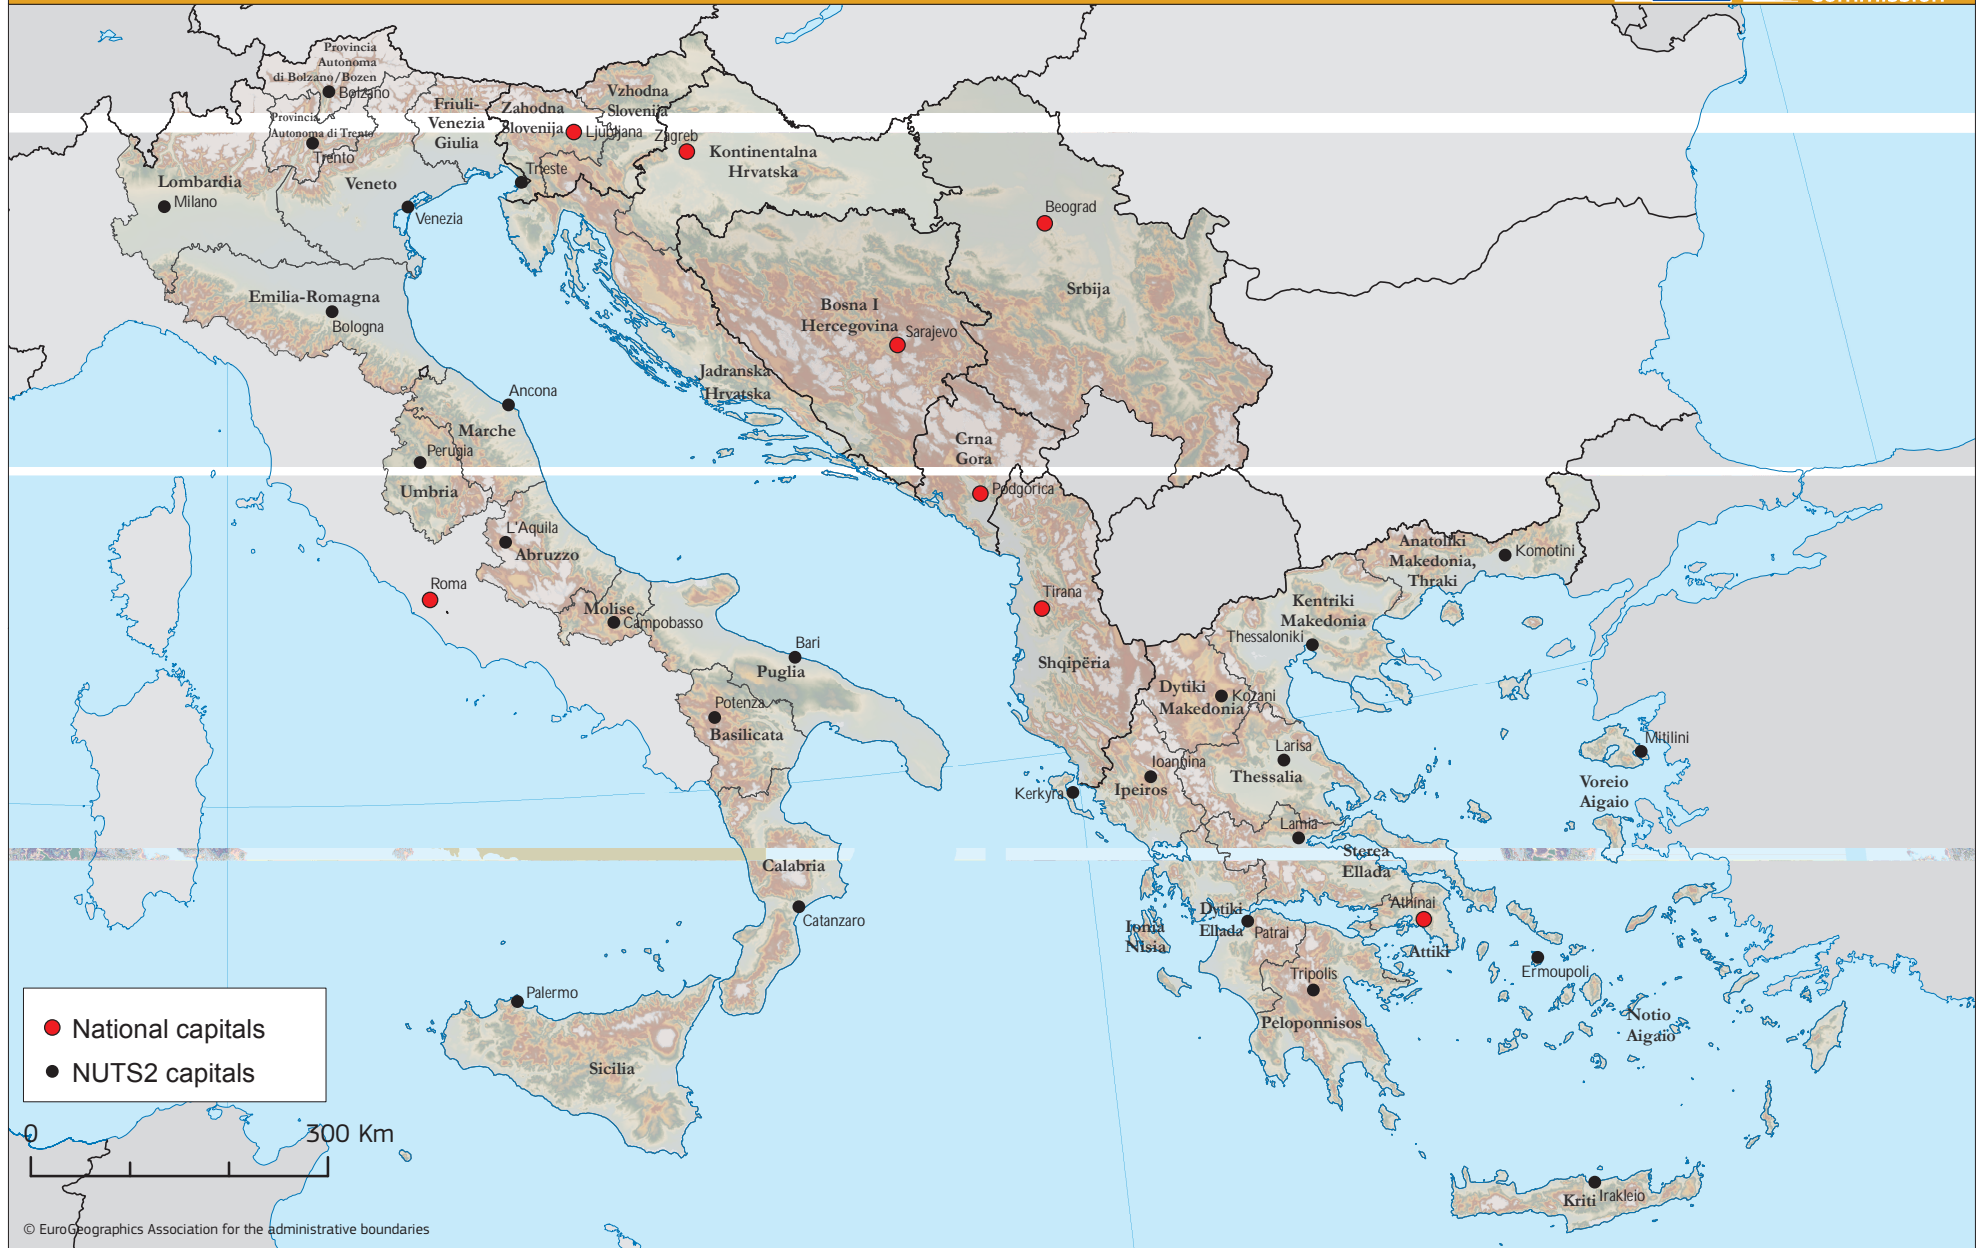 Provincia
Autonoma
di Bolzano/Bozen
Bolzano
Provincia
Autonoma di Trento
Trento
Friuli-
Venezia
Giulia
Zahodna
Slovenija
Vzhodna
Slovenija
Ljubljana
Zagreb
Kontinentalna
Hrvatska
Trieste
Lombardia
Milano
Veneto
Venezia
Beograd
Srbija
Emilia-Romagna
Bologna
Bosna I
Hercegovina
Sarajevo
Jadranska
Hrvatska
Ancona
Marche
Perugia
Umbria
Crna
Gora
Podgorica
L'Aquila
Abruzzo
Roma
Molise
Campobasso
Bari
Puglia
Potenza
Basilicata
Tirana
Shqipëria
Anatoliki
Makedonia,
Thraki
Komotini
Kentriki
Makedonia
Thessaloniki
Dytiki
Makedonia
Kozani
Larisa
Thessalia
Ioannina
Ipeiros
Kerkyra
Mitilini
Voreio
Aigaio
Lamia
Sterea
Ellada
Calabria
Catanzaro
Ionia
NIsia
Dytiki
Ellada
Patrai
Athinai
Attiki
Ermoupoli
Tripolis
Peloponnisos
Notio
Aigaio
Palermo
Sicilia
Kriti
Irakleio
National capitals
NUTS2 capitals
0 300 Km
© EuroGeographics Association for the administrative boundaries